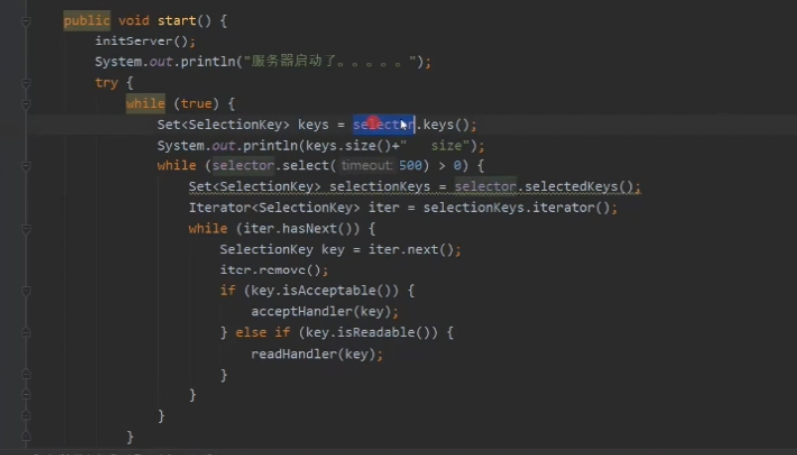 public void start() {
initServer();
System.out.println("服务器启动了。。。。。");
try {
while (true) {
Set<SelectionKey> keys = selector.keys();
System.out.println(keys.size()+"   size");
while (selector.select( timeout: 500) > 0) {
Set<SelectionKey> selectionKeys = selector.selectedKeys();
Iterator<SelectionKey> iter = selectionKeys.iterator();
while (iter.hasNext()) {
SelectionKey key = iter.next();
iter.remove();
if (key.isAcceptable()) {
acceptHandler(key);
} else if (key.isReadable()) {
readHandler(key);
}
}
}
}